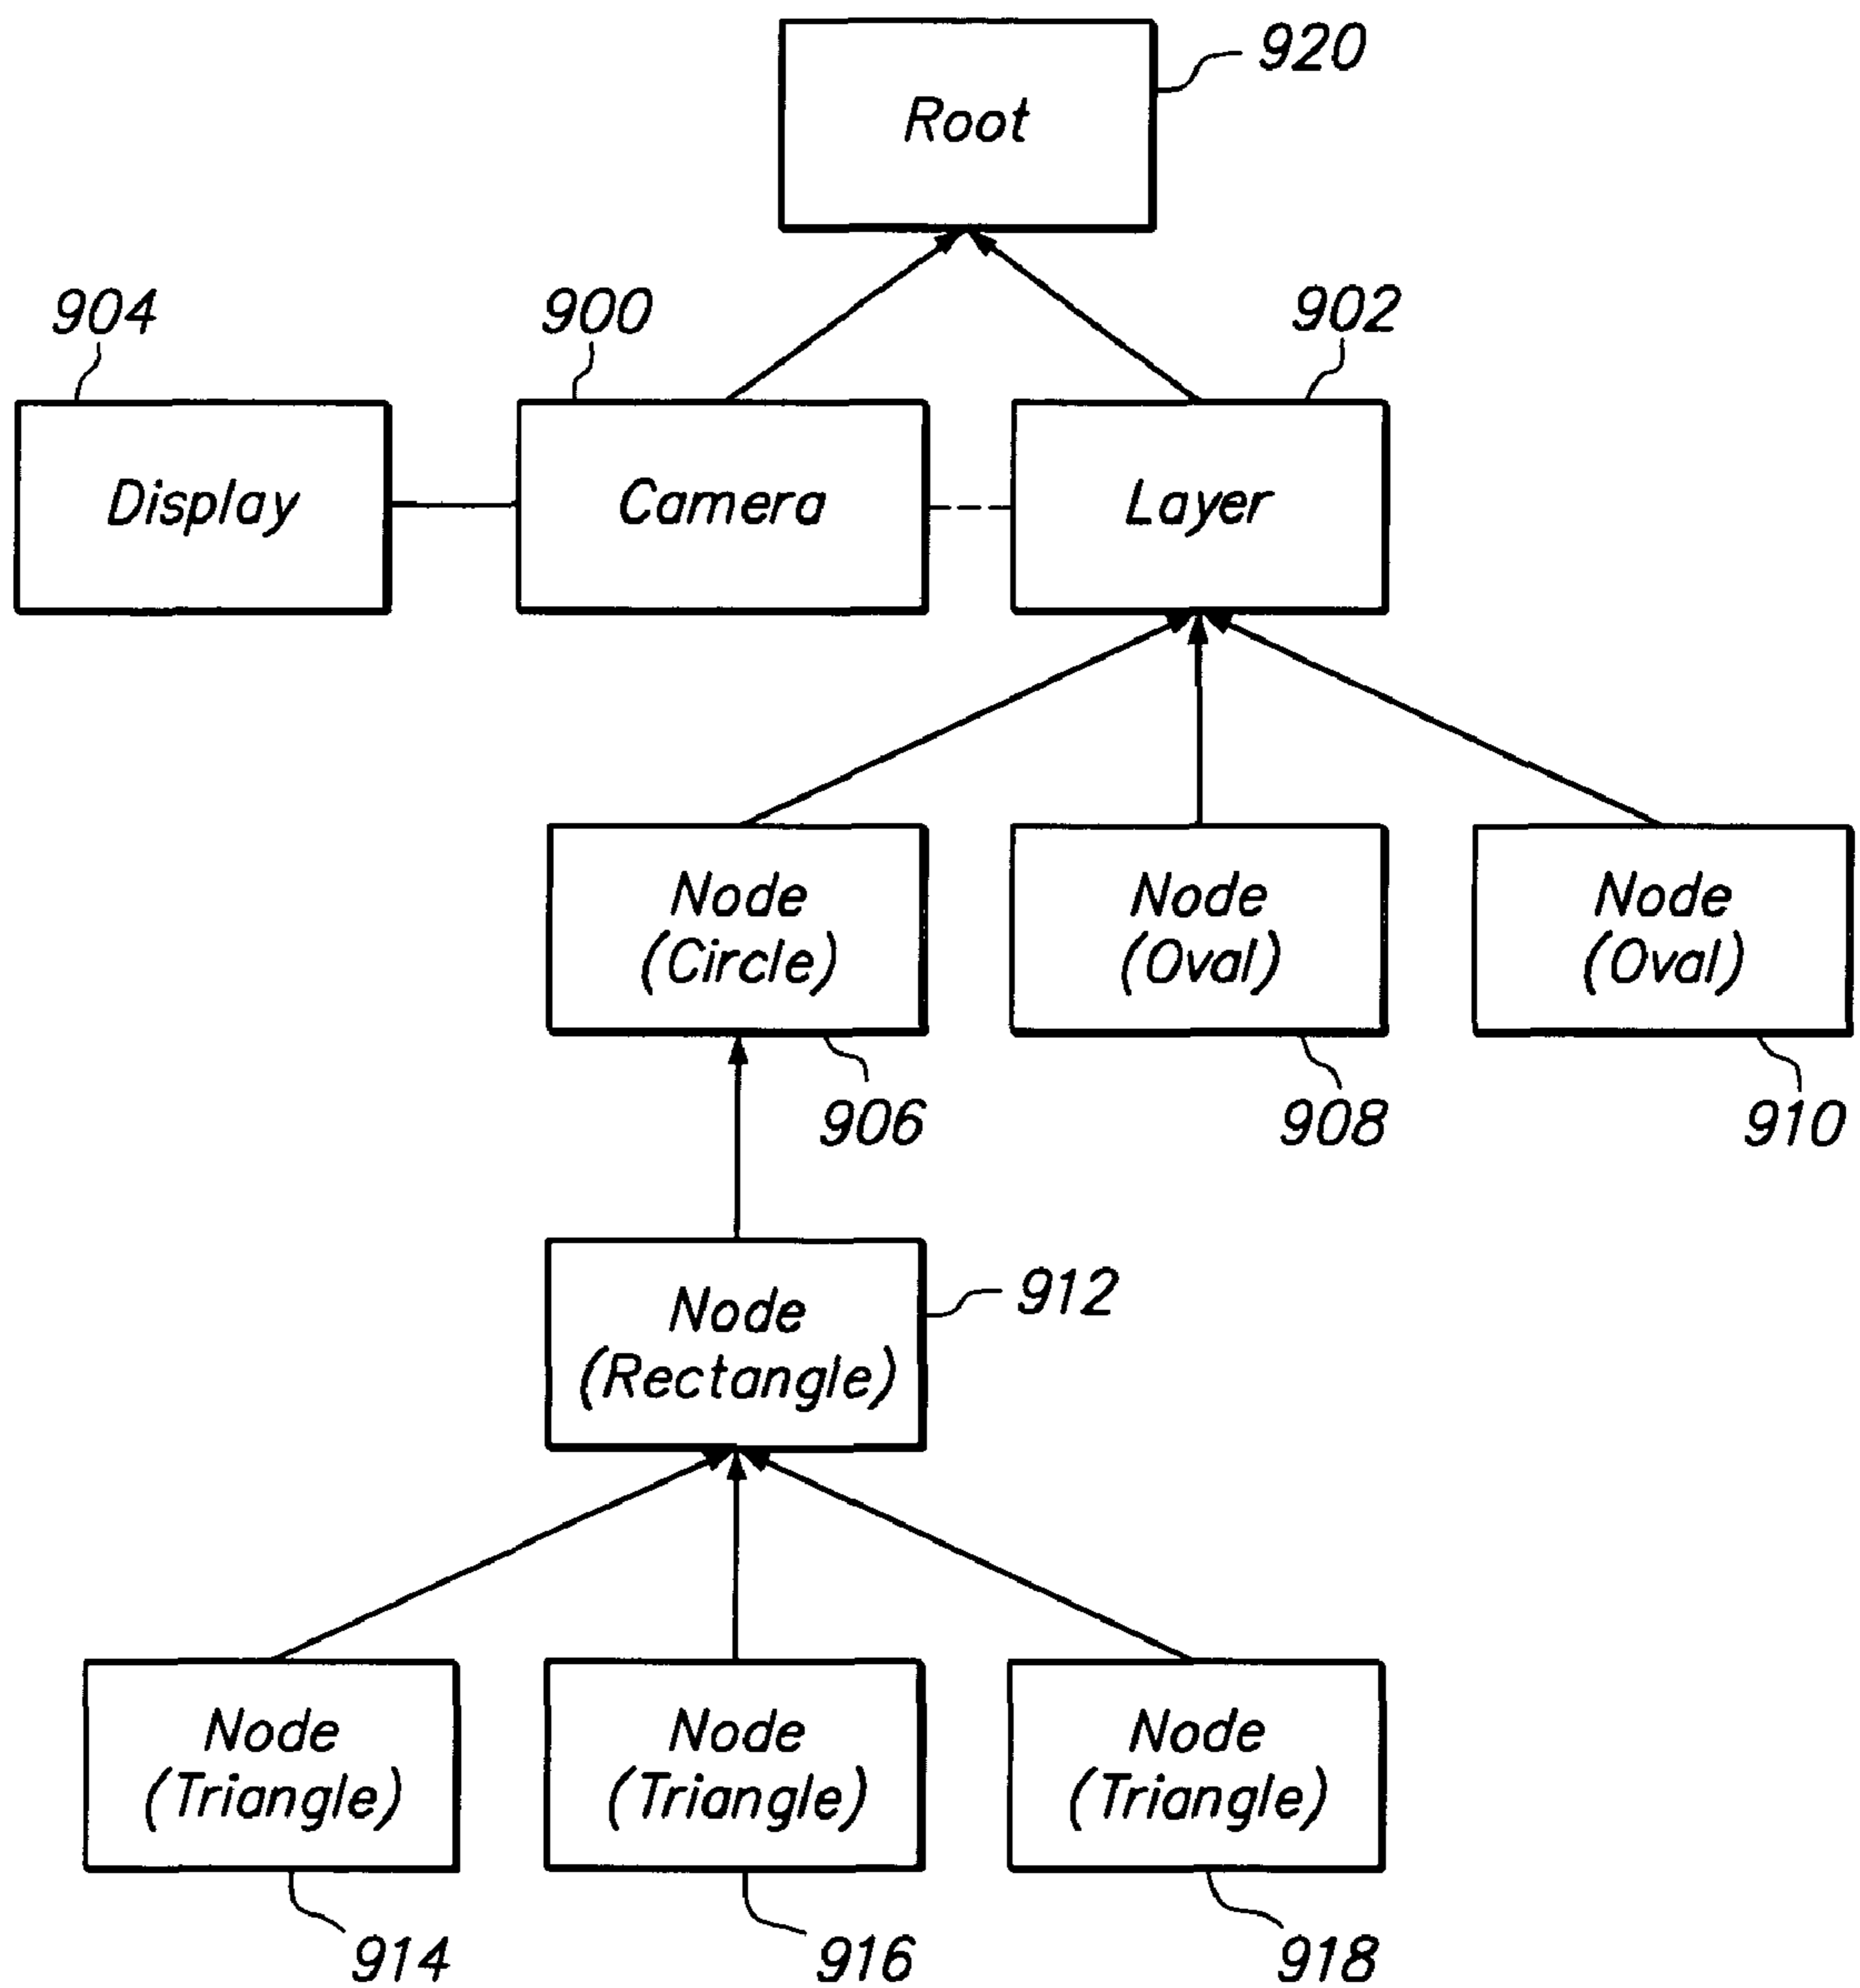 920
Root
904
900
902
Display
Camera
Layer
Node
(Circle)
Node
(Oval)
Node
(Oval)
906
908
910
Node
(Rectangle)
912
Node
(Triangle)
Node
(Triangle)
Node
(Triangle)
914
916
918